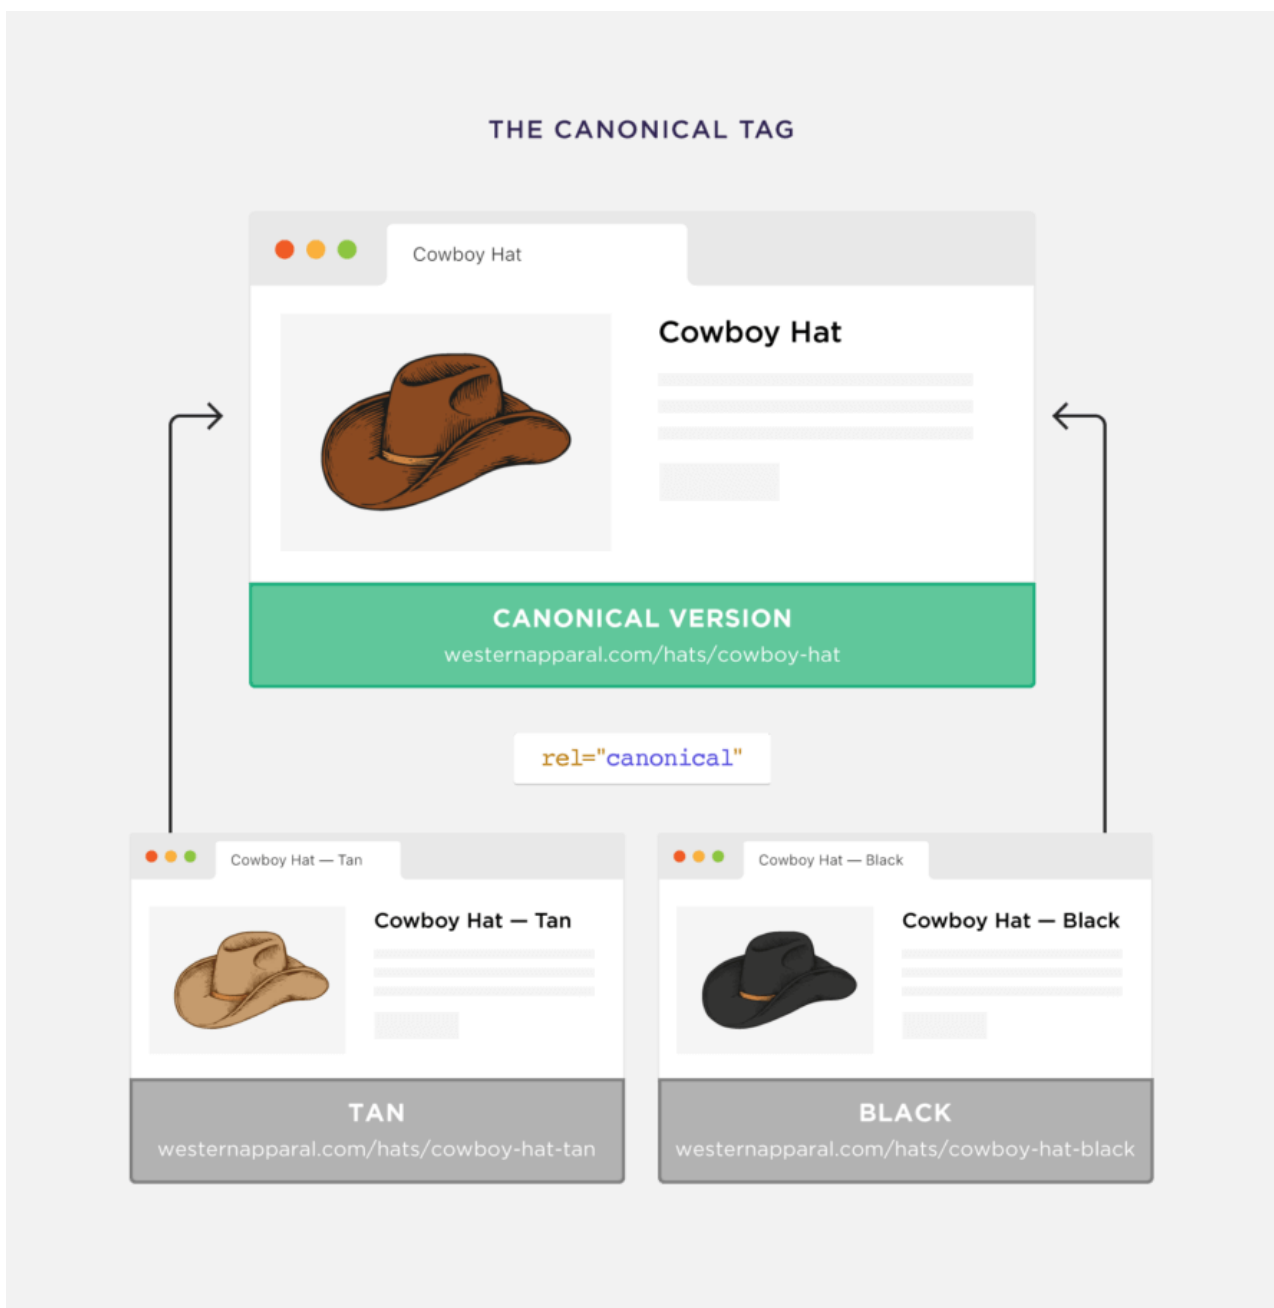 THE CANONICAL TAG
Cowboy Hat
Cowboy Hat
CANONICAL VERSION
westernapparal.com/hats/cowboy-hat
rel="canonical"
Cowboy Hat — Tan
Cowboy Hat — Tan
TAN
westernapparal.com/hats/cowboy-hat-tan
Cowboy Hat — Black
Cowboy Hat — Black
BLACK
westernapparal.com/hats/cowboy-hat-black